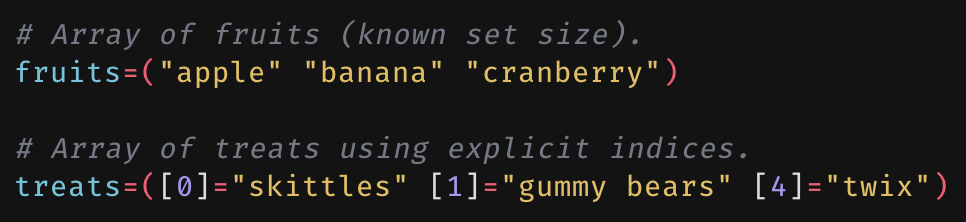 # Array of fruits (known set size).
fruits=("apple" "banana" "cranberry")
# Array of treats using explicit indices.
treats=([0]="skittles" [1]="gummy bears" [4]="twix")